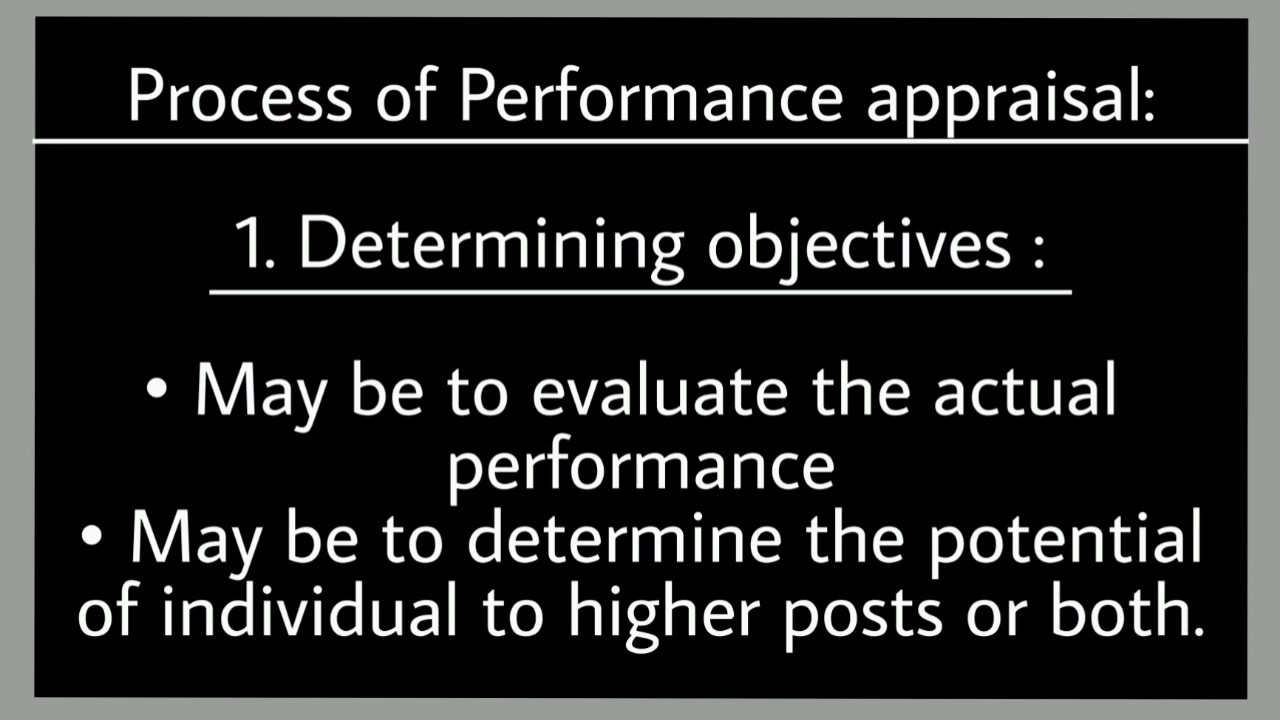 Process of Performance appraisal:
1. Determining objectives :
• May be to evaluate the actual
performance
• May be to determine the potential
of individual to higher posts or both.